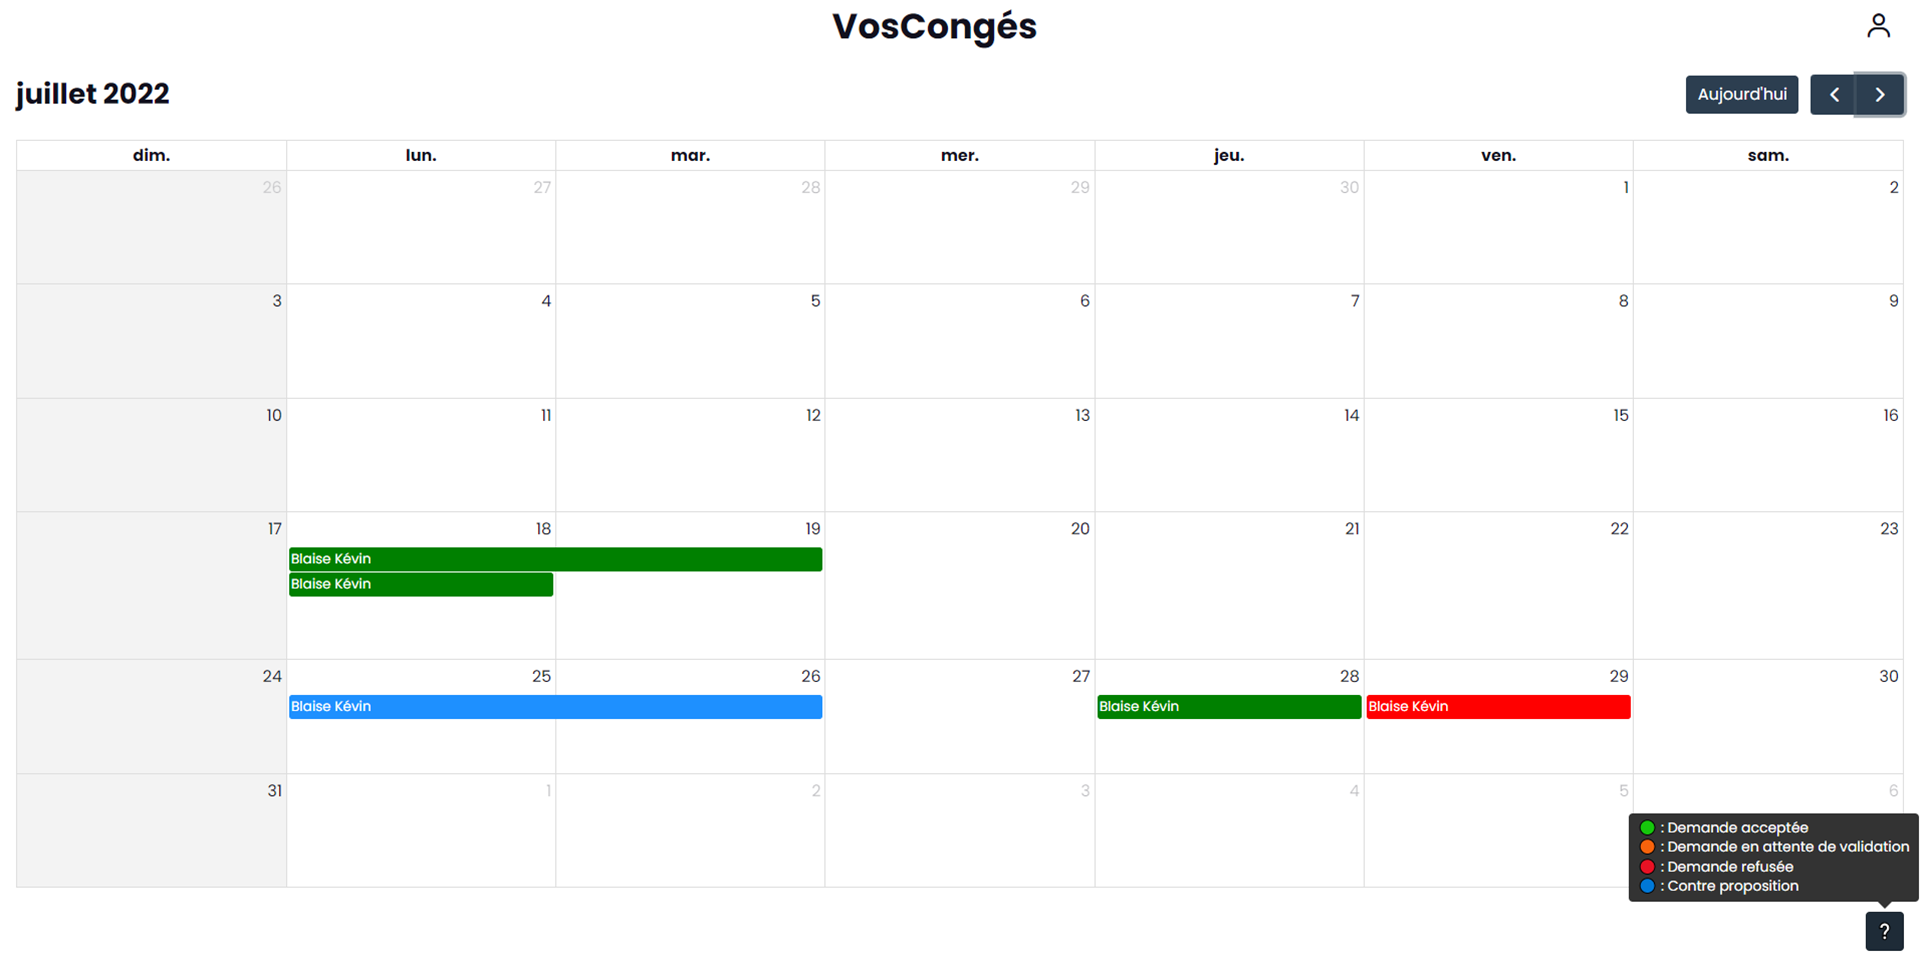 VosCongés
juillet 2022
Aujourd'hui
dim. lun. mar. mer. jeu. ven. sam.
26 27 28 29 30 1 2
3 4 5 6 7 8 9
10 11 12 13 14 15 16
17 18 19 20 21 22 23
Blaise Kévin
Blaise Kévin
24 25 26 27 28 29 30
Blaise Kévin Blaise Kévin Blaise Kévin
31 1 2 3 4 5 6
: Demande acceptée
: Demande en attente de validation
: Demande refusée
: Contre proposition
?